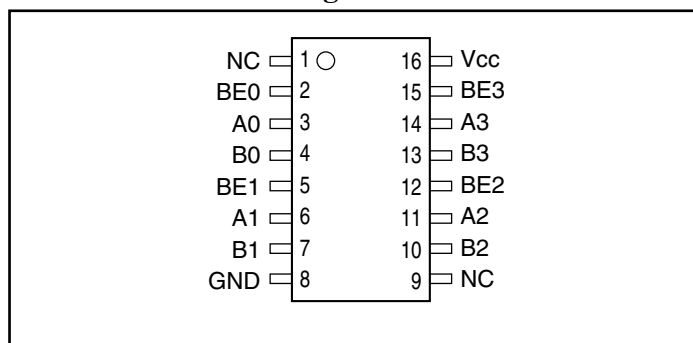 NC 1 16 Vcc
BE0 2 15 BE3
A0 3 14 A3
B0 4 13 B3
BE1 5 12 BE2
A1 6 11 A2
B1 7 10 B2
GND 8 9 NC